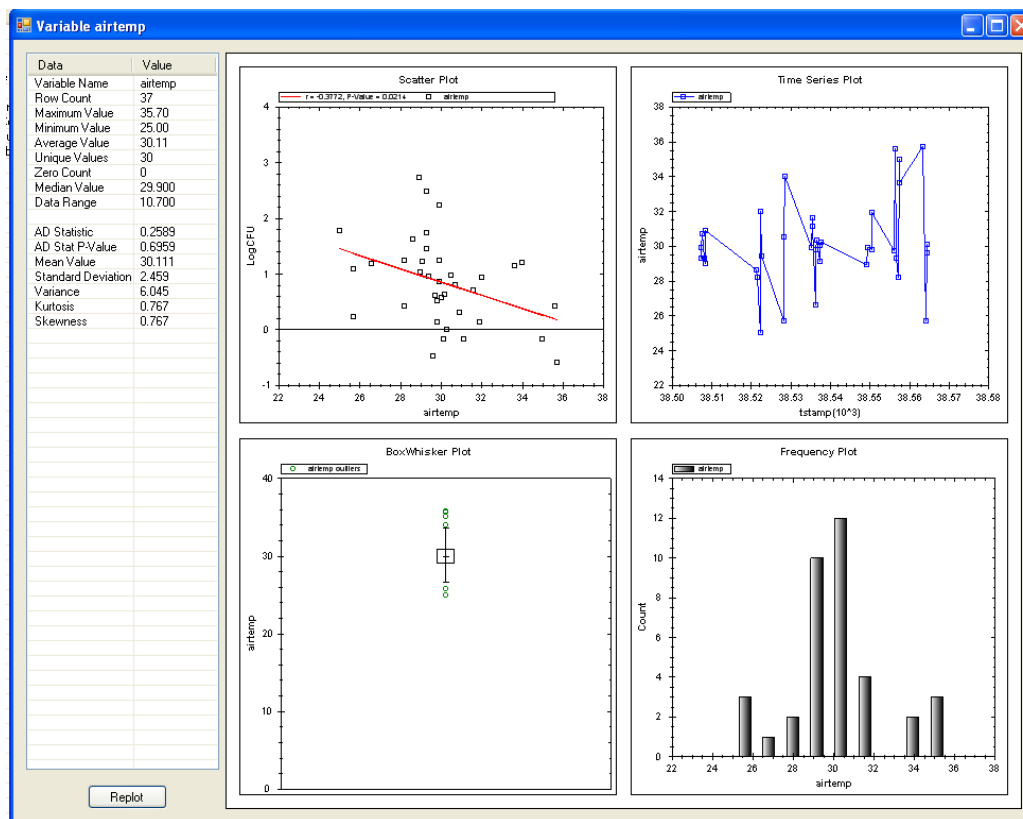 Variable airtemp
Data Value
Variable Name airtemp
Row Count 37
Maximum Value 35.70
Minimum Value 25.00
Average Value 30.11
Unique Values 30
Zero Count 0
Median Value 29.900
Data Range 10.700
AD Statistic 0.2589
AD Stat P-Value 0.6959
Mean Value 30.111
Standard Deviation 2.459
Variance 6.045
Kurtosis 0.767
Skewness 0.767
Replot
Scatter Plot
r = -0.3772, P-Value = 0.0214 airtemp
4
3
2
1
0
-1
LogCFU
22 24 26 28 30 32 34 36 38
airtemp
Time Series Plot
airtemp
38
36
34
32
30
28
26
24
22
airtemp
38.50 38.51 38.52 38.53 38.54 38.55 38.56 38.57 38.58
tstamp(10^3)
BoxWhisker Plot
airtemp outliers
40
30
20
10
0
airtemp
Frequency Plot
airtemp
14
12
10
8
6
4
2
0
Count
22 24 26 28 30 32 34 36 38
airtemp